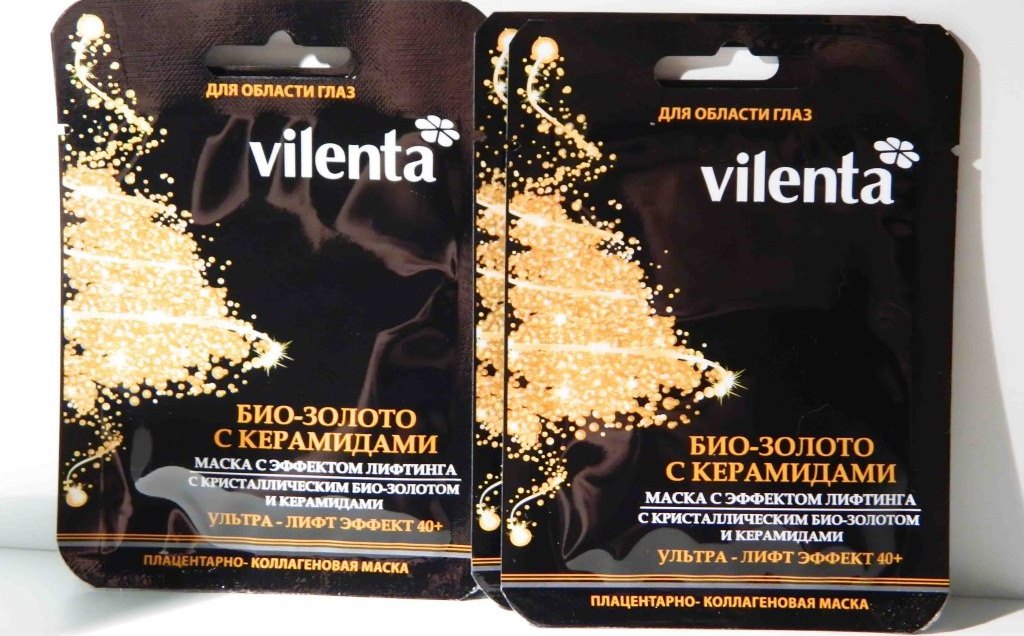 ДЛЯ ОБЛАСТИ ГЛАЗ
vilenta
БИО-ЗОЛОТО
С КЕРАМИДАМИ
МАСКА С ЭФФЕКТОМ ЛИФТИНГА
С КРИСТАЛЛИЧЕСКИМ БИО-ЗОЛОТОМ
И КЕРАМИДАМИ
УЛЬТРА - ЛИФТ ЭФФЕКТ 40+
ПЛАЦЕНТАРНО- КОЛЛАГЕНОВАЯ МАСКА
ДЛЯ ОБЛАСТИ ГЛАЗ
vilenta
БИО-ЗОЛОТО
С КЕРАМИДАМИ
МАСКА С ЭФФЕКТОМ ЛИФТИНГА
С КРИСТАЛЛИЧЕСКИМ БИО-ЗОЛОТОМ
И КЕРАМИДАМИ
УЛЬТРА - ЛИФТ ЭФФЕКТ 40+
ПЛАЦЕНТАРНО- КОЛЛАГЕНОВАЯ МАСКА